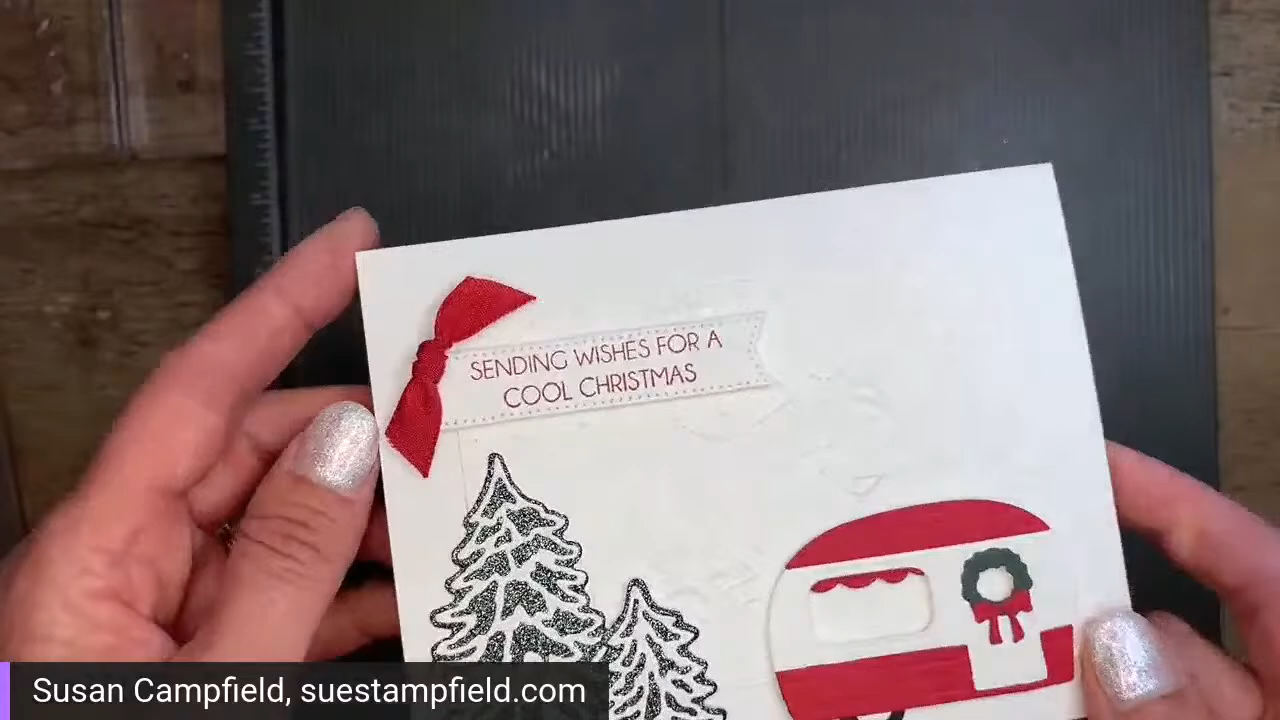 SENDING WISHES FOR A
COOL CHRISTMAS
Susan Campfield, suestampfield.com